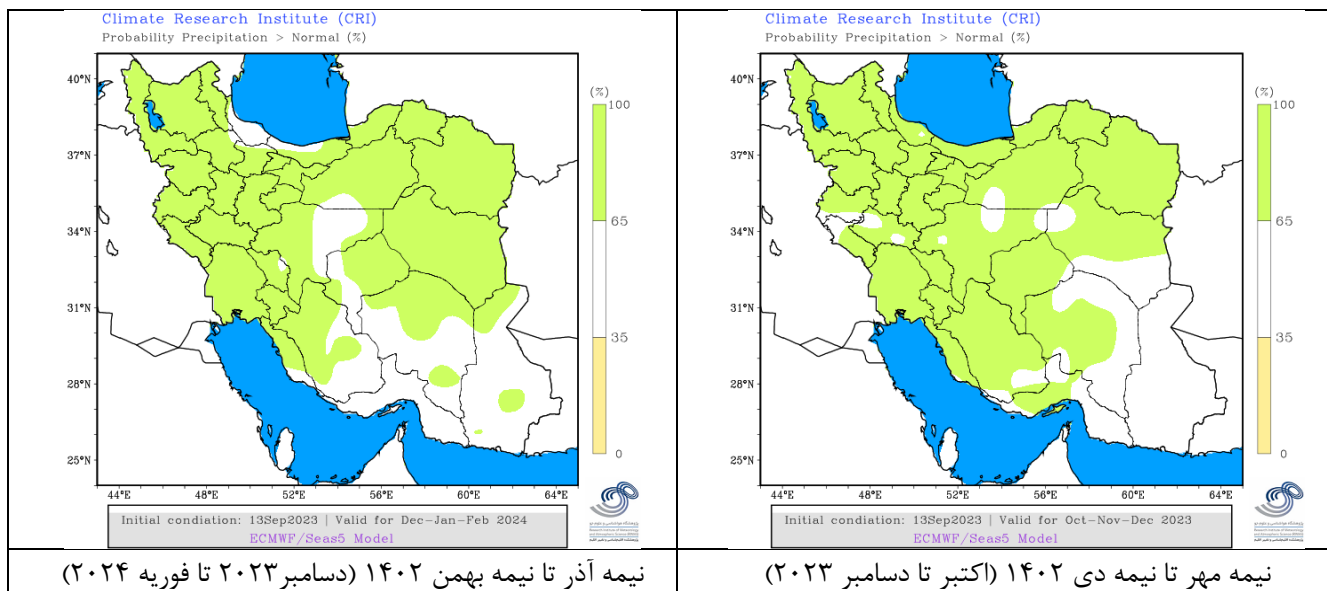 Climate Research Institute (CRI)
Probability Precipitation > Normal (%)
(%)
100
65
35
0
40°N
37°N
34°N
31°N
28°N
25°N
44°E
48°E
52°E
56°E
60°E
64°E
Initial condiation: 13Sep2023 | Valid for Dec-Jan-Feb 2024
ECMWF/Seas5 Model
نیمه آذر تا نیمه بهمن ۱۴۰۲ (دسامبر۲۰۲۳ تا فوریه ۲۰۲۴)
Climate Research Institute (CRI)
Probability Precipitation > Normal (%)
(%)
100
65
35
0
40°N
37°N
34°N
31°N
28°N
25°N
44°E
48°E
52°E
56°E
60°E
64°E
Initial condiation: 13Sep2023 | Valid for Oct-Nov-Dec 2023
ECMWF/Seas5 Model
نیمه مهر تا نیمه دی ۱۴۰۲ (اکتبر تا دسامبر ۲۰۲۳)